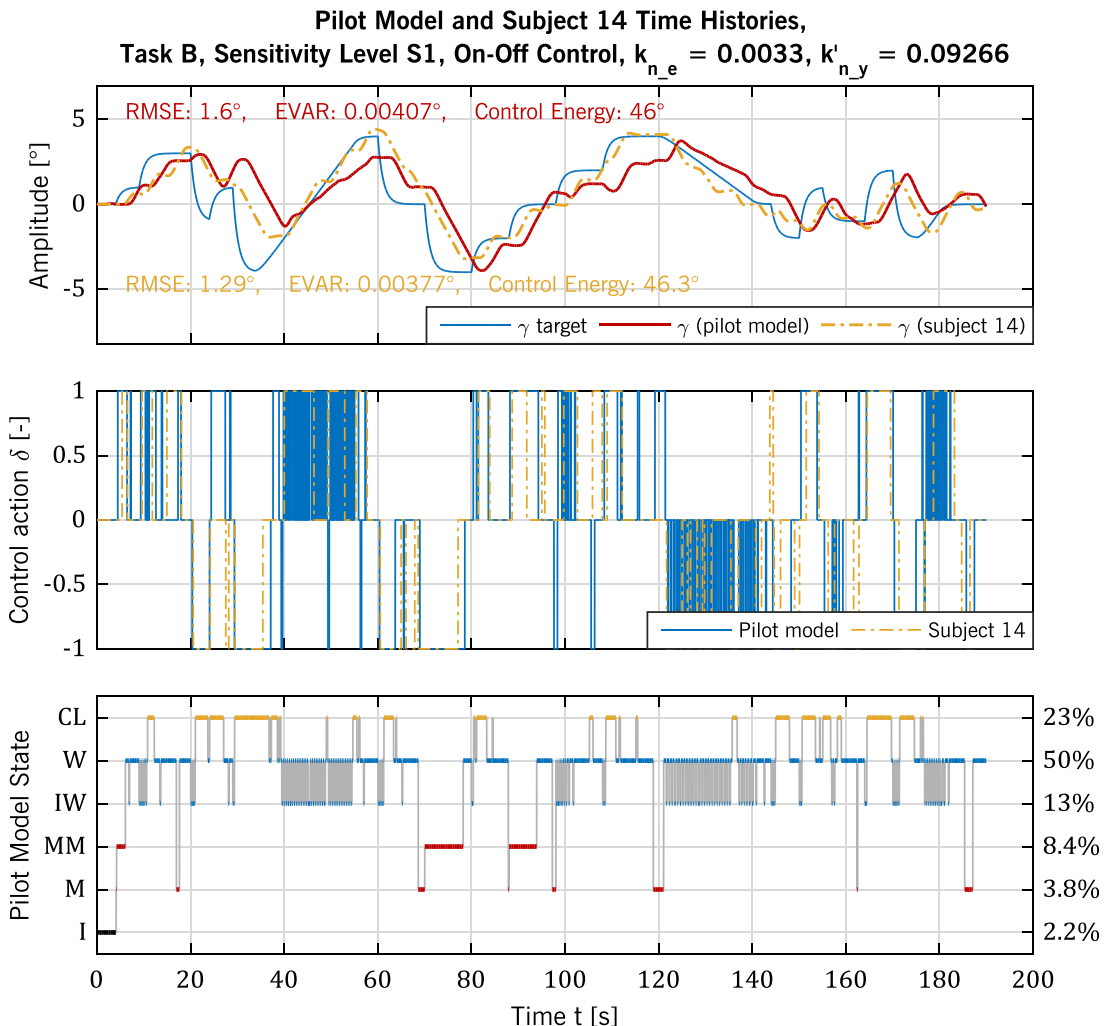 Pilot Model and Subject 14 Time Histories,
Task B, Sensitivity Level S1, On-Off Control, k_{n_e} = 0.0033, k'_{n_y} = 0.09266
RMSE: 1.6°, EVAR: 0.00407°, Control Energy: 46°
5
0
-5
Amplitude [°]
RMSE: 1.29°, EVAR: 0.00377°, Control Energy: 46.3°
γ target γ (pilot model) γ (subject 14)
1
0.5
0
-0.5
-1
Control action δ [-]
Pilot model Subject 14
Pilot Model State
CL 23%
W 50%
IW 13%
MM 8.4%
M 3.8%
I 2.2%
0 20 40 60 80 100 120 140 160 180 200
Time t [s]